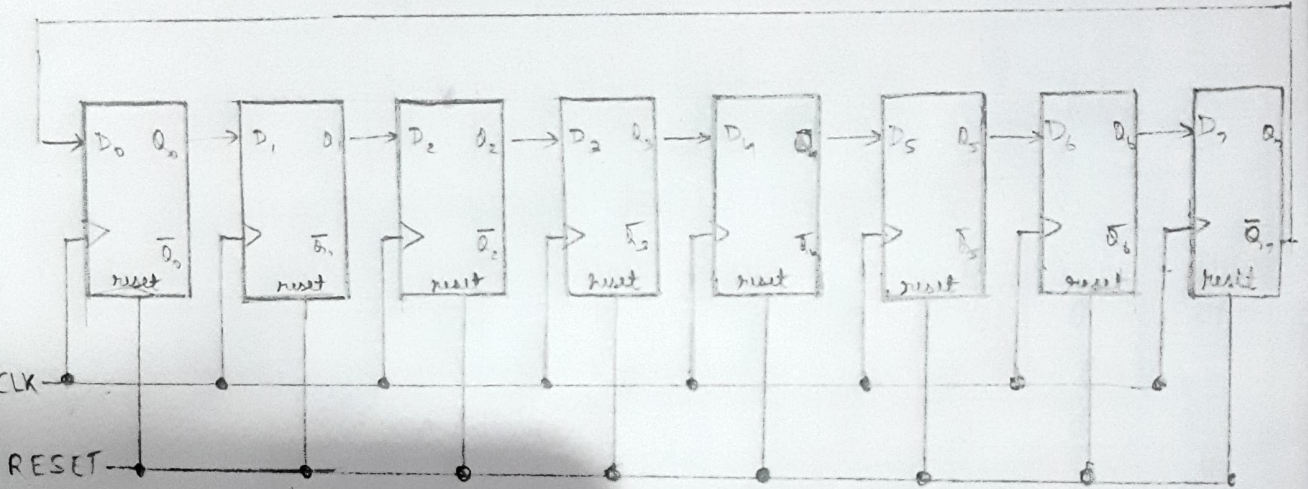 D₀ Q₀ D₁ Q₁ D₂ Q₂ D₃ Q₃ D₄ Q₄ D₅ Q₅ D₆ Q₆ D₇ Q₇
Q̅₀ Q̅₁ Q̅₂ Q̅₃ Q̅₄ Q̅₅ Q̅₆ Q̅₇
reset reset reset reset reset reset reset reset
CLK
RESET